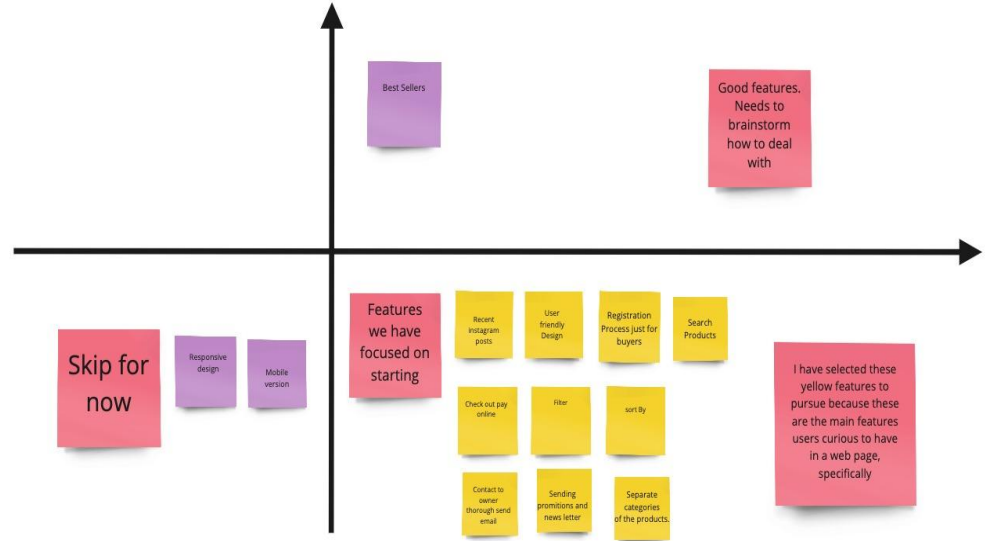 Best Sellers
Good features.
Needs to
brainstorm
how to deal
with
Skip for
now
Responsive
design
Mobile
version
Features
we have
focused on
starting
Recent
instagram
posts
User
friendly
Design
Registration
Process just for
buyers
Search
Products
Check out pay
online
Filter
sort By
Contact to
owner
thorough send
email
Sending
promitions and
news letter
Separate
categories
of the products.
I have selected these
yellow features to
pursue because these
are the main features
users curious to have
in a web page,
specifically